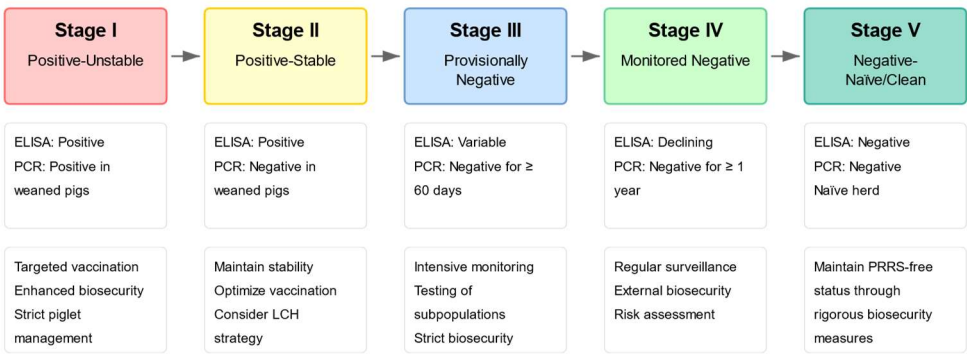 Stage I
Positive-Unstable
Stage II
Positive-Stable
Stage III
Provisionally
Negative
Stage IV
Monitored Negative
Stage V
Negative-
Naïve/Clean
ELISA: Positive
PCR: Positive in
weaned pigs
ELISA: Positive
PCR: Negative in
weaned pigs
ELISA: Variable
PCR: Negative for ≥
60 days
ELISA: Declining
PCR: Negative for ≥ 1
year
ELISA: Negative
PCR: Negative
Naïve herd
Targeted vaccination
Enhanced biosecurity
Strict piglet
management
Maintain stability
Optimize vaccination
Consider LCH
strategy
Intensive monitoring
Testing of
subpopulations
Strict biosecurity
Regular surveillance
External biosecurity
Risk assessment
Maintain PRRS-free
status through
rigorous biosecurity
measures